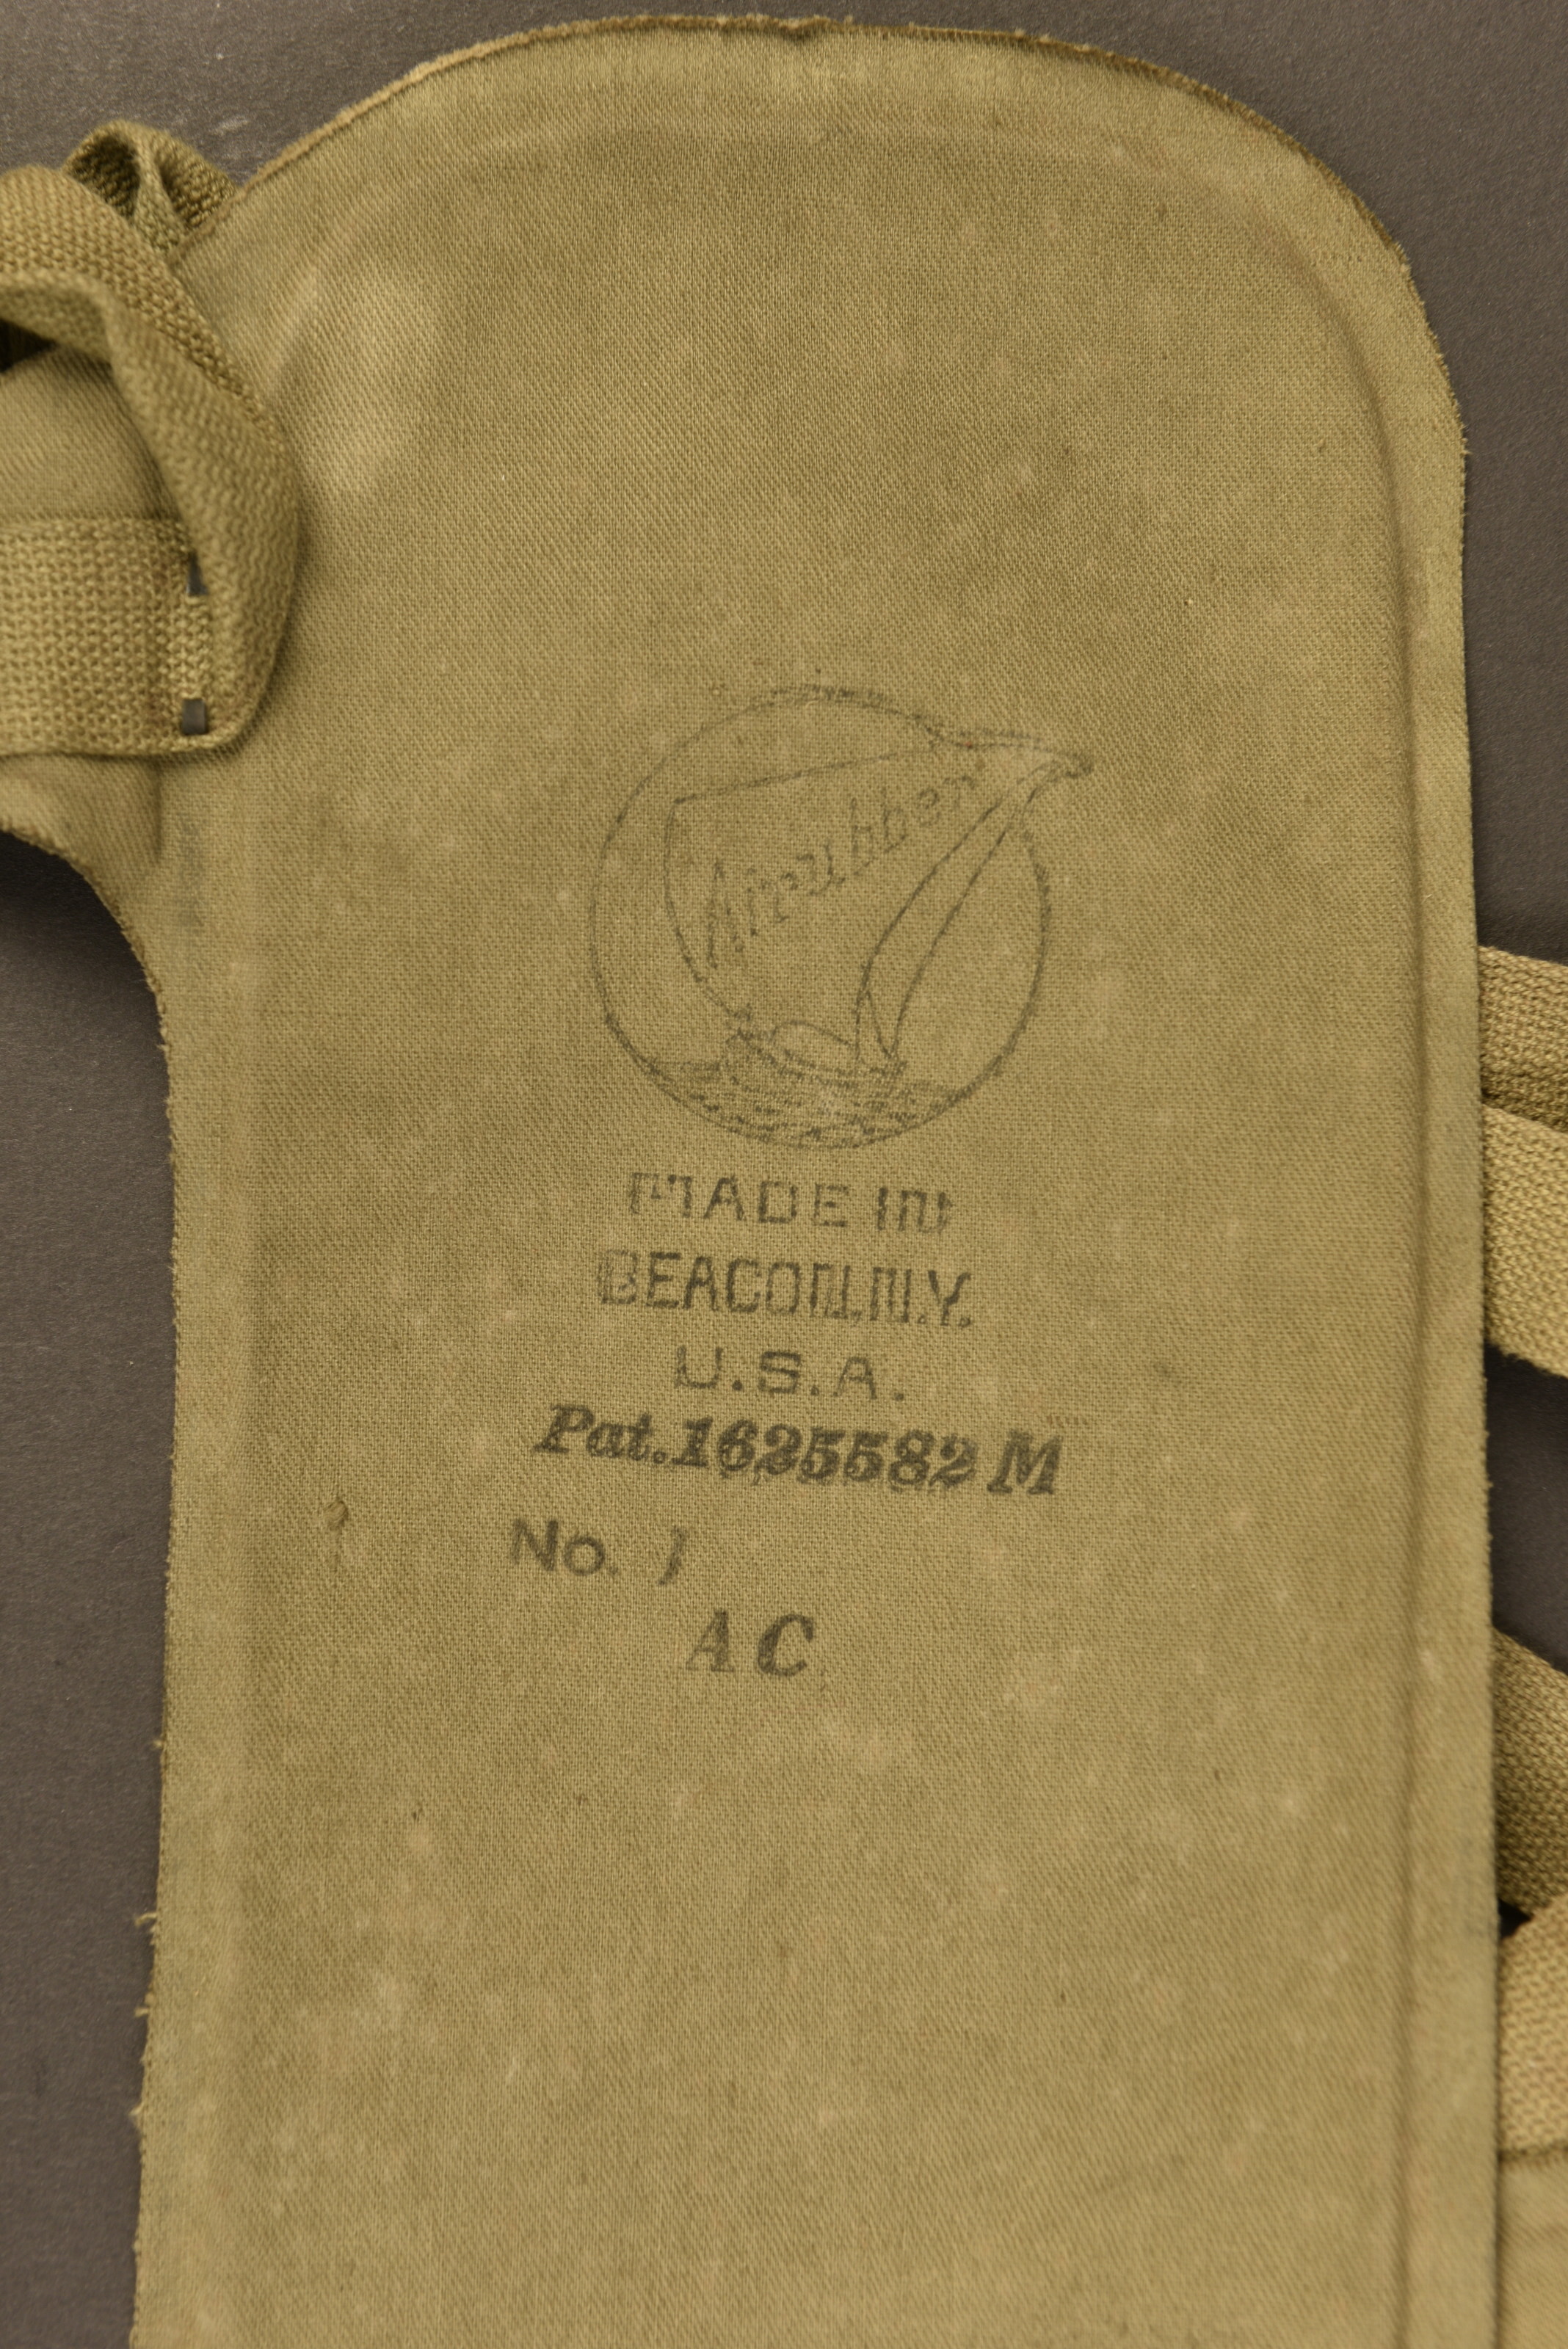 Airubber
MADE IN
BEACON, N.Y.
U.S.A.
Pat. 1625582 M
No. 1
AC